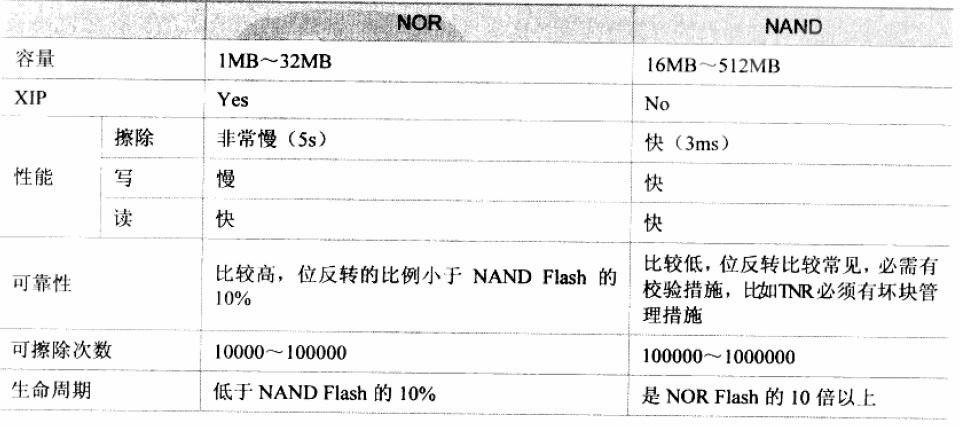 NOR NAND
容量 1MB～32MB 16MB～512MB
XIP Yes No
性能 擦除 非常慢（5s） 快（3ms）
写 慢 快
读 快 快
可靠性 比较高，位反转的比例小于 NAND Flash 的
10%
比较低，位反转比较常见，必需有
校验措施，比如TNR必须有坏块管
理措施
可擦除次数 10000～100000 100000～1000000
生命周期 低于 NAND Flash 的 10% 是 NOR Flash 的 10 倍以上